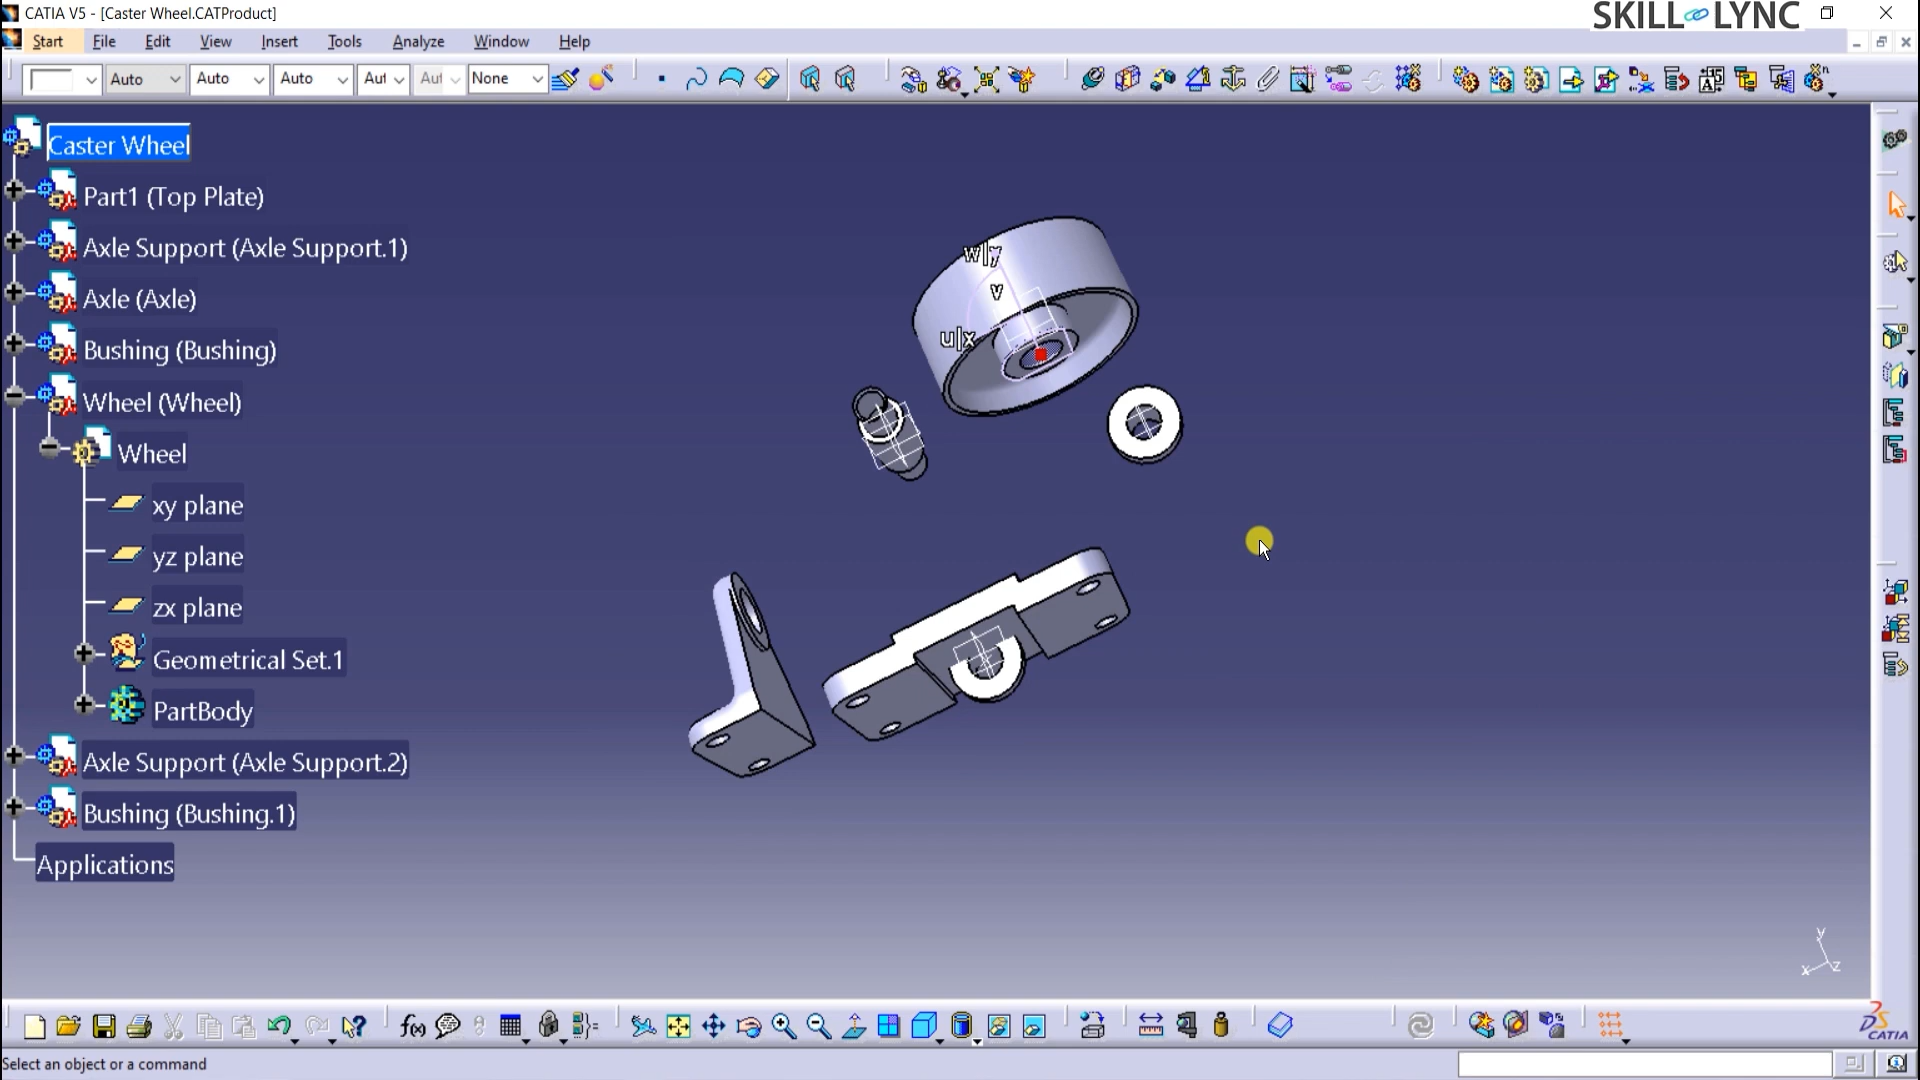 CATIA V5 - [Caster Wheel.CATProduct]
SKILL LYNC
Start File Edit View Insert Tools Analyze Window Help
Auto Auto Auto Aut Aut None
Caster Wheel
Part1 (Top Plate)
Axle Support (Axle Support.1)
Axle (Axle)
Bushing (Bushing)
Wheel (Wheel)
Wheel
xy plane
yz plane
zx plane
Geometrical Set.1
PartBody
Axle Support (Axle Support.2)
Bushing (Bushing.1)
Applications
w|y
v
u|x
y
x z
f(x)
CATIA
Select an object or a command